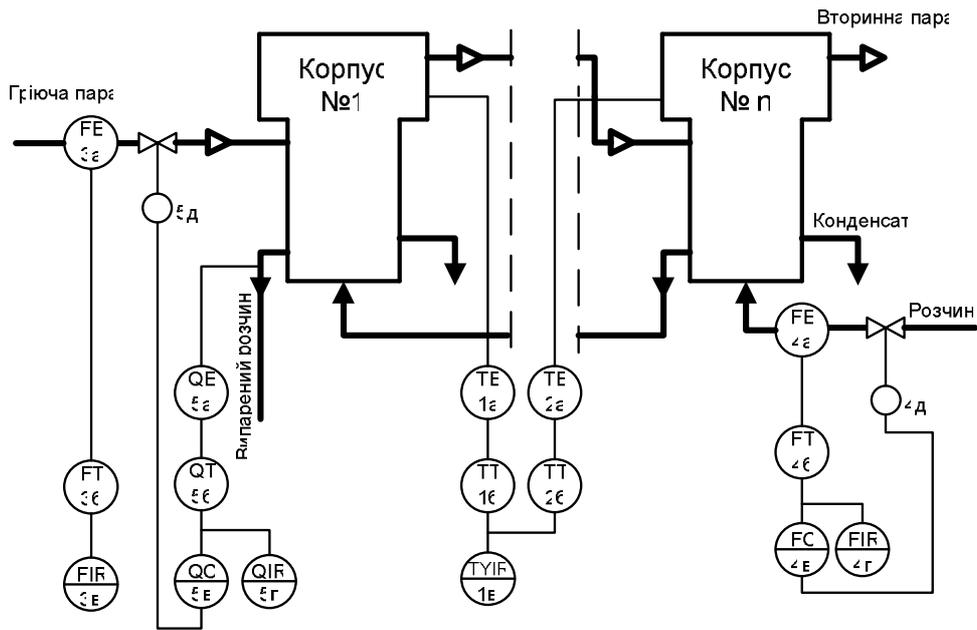 Вторинна пара
Корпус
№1
Корпус
№ n
Гріюча пара
FE
3а
5д
Конденсат
Розчин
FE
4а
Випарений розчин
QE
5а
TE
1а
TE
2а
4д
FT
3б
QT
5б
TT
1б
TT
2б
FT
4б
FIR
3в
QC
5в
QIR
5г
TYIR
1в
FC
4в
FIR
4г